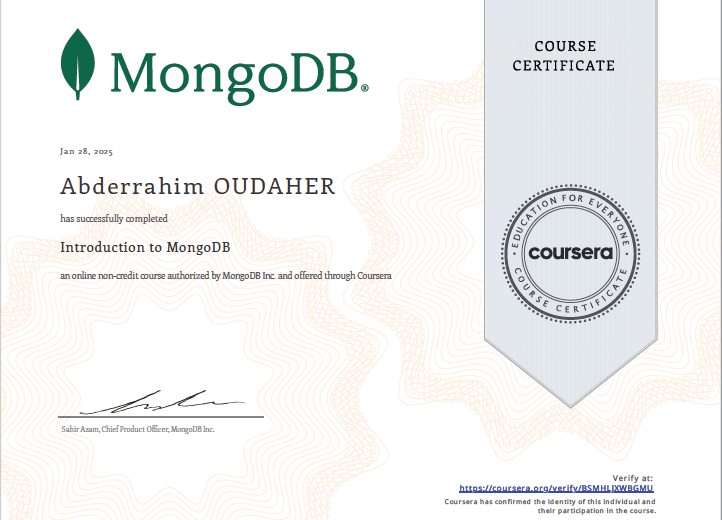 COURSE
CERTIFICATE
MongoDB®
Jan 28, 2025
Abderrahim OUDAHER
has successfully completed
Introduction to MongoDB
an online non-credit course authorized by MongoDB Inc. and offered through Coursera
EDUCATION FOR EVERYONE
coursera
COURSE CERTIFICATE
Sahir Azam, Chief Product Officer, MongoDB Inc.
Verify at:
https://coursera.org/verify/BSMHLJXWBGMU
Coursera has confirmed the identity of this individual and
their participation in the course.